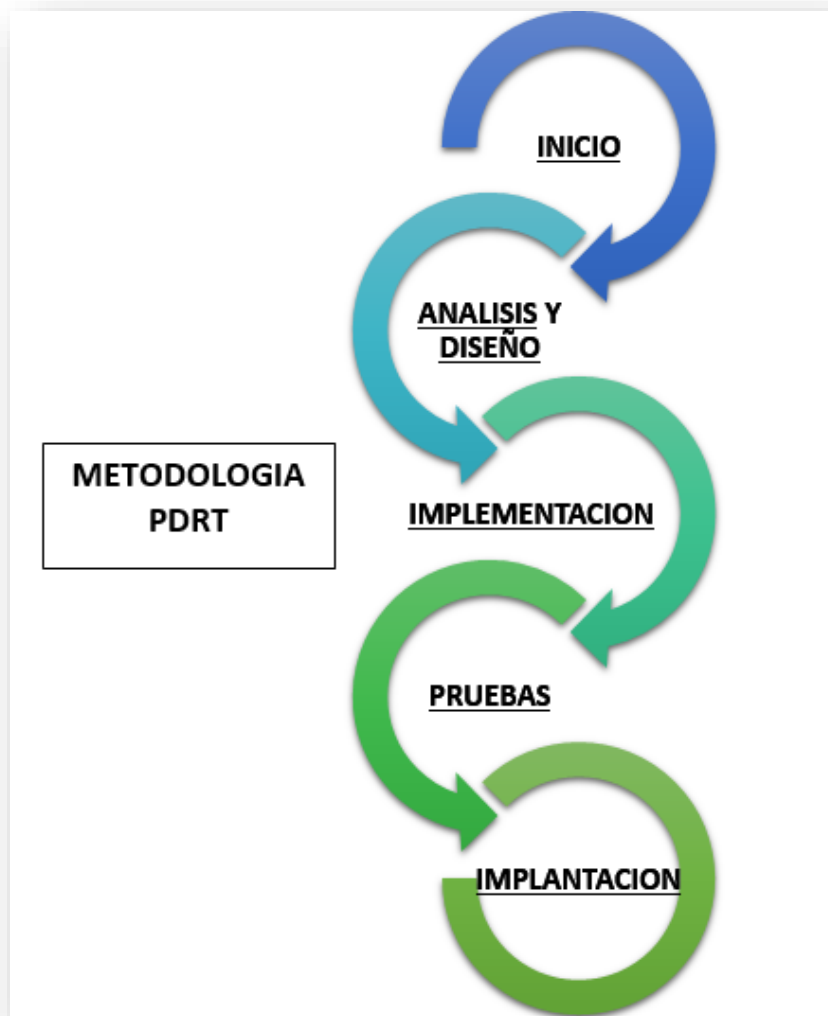 INICIO
ANALISIS Y
DISEÑO
METODOLOGIA
PDRT
IMPLEMENTACION
PRUEBAS
IMPLANTACION